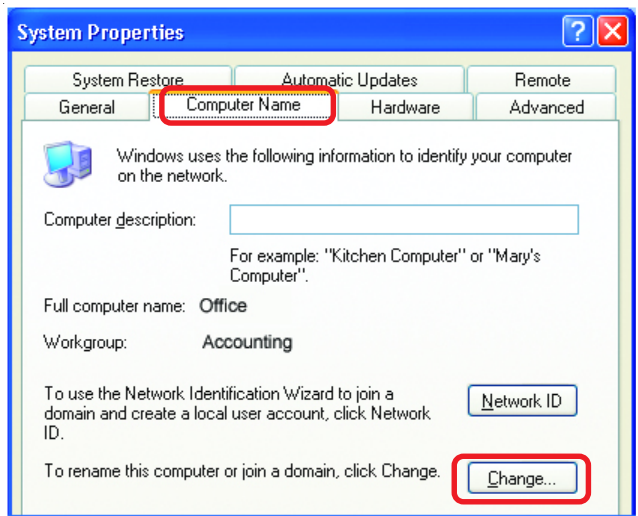 System Properties
System Restore Automatic Updates Remote
General Computer Name Hardware Advanced
Windows uses the following information to identify your computer
on the network.
Computer description:
For example: "Kitchen Computer" or "Mary's
Computer".
Full computer name: Office
Workgroup: Accounting
To use the Network Identification Wizard to join a
domain and create a local user account, click Network
ID.
Network ID
To rename this computer or join a domain, click Change.
Change...